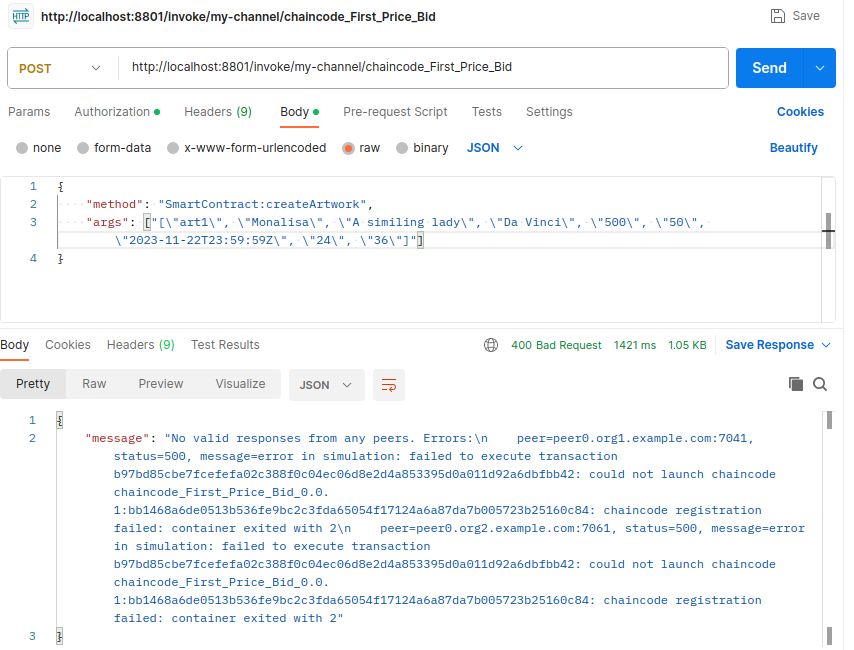 HTTP http://localhost:8801/invoke/my-channel/chaincode_First_Price_Bid Save
POST http://localhost:8801/invoke/my-channel/chaincode_First_Price_Bid Send
Params Authorization Headers (9) Body Pre-request Script Tests Settings Cookies
none form-data x-www-form-urlencoded raw binary JSON Beautify
1 {
2 "method": "SmartContract:createArtwork",
3 "args": ["[\"art1\", \"Monalisa\", \"A similing lady\", \"Da Vinci\", \"500\", \"50\",
\"2023-11-22T23:59:59Z\", \"24\", \"36\"]"]
4 }
Body Cookies Headers (9) Test Results 400 Bad Request 1421 ms 1.05 KB Save Response
Pretty Raw Preview Visualize JSON
1 {
2 "message": "No valid responses from any peers. Errors:\n    peer=peer0.org1.example.com:7041,
status=500, message=error in simulation: failed to execute transaction
b97bd85cbe7fcefefa02c388f0c04ec06d8e2d4a853395d0a011d92a6dbfbb42: could not launch chaincode
chaincode_First_Price_Bid_0.0.
1:bb1468a6de0513b536fe9bc2c3fda65054f17124a6a87da7b005723b25160c84: chaincode registration
failed: container exited with 2\n    peer=peer0.org2.example.com:7061, status=500, message=error
in simulation: failed to execute transaction
b97bd85cbe7fcefefa02c388f0c04ec06d8e2d4a853395d0a011d92a6dbfbb42: could not launch chaincode
chaincode_First_Price_Bid_0.0.
1:bb1468a6de0513b536fe9bc2c3fda65054f17124a6a87da7b005723b25160c84: chaincode registration
failed: container exited with 2"
3 }